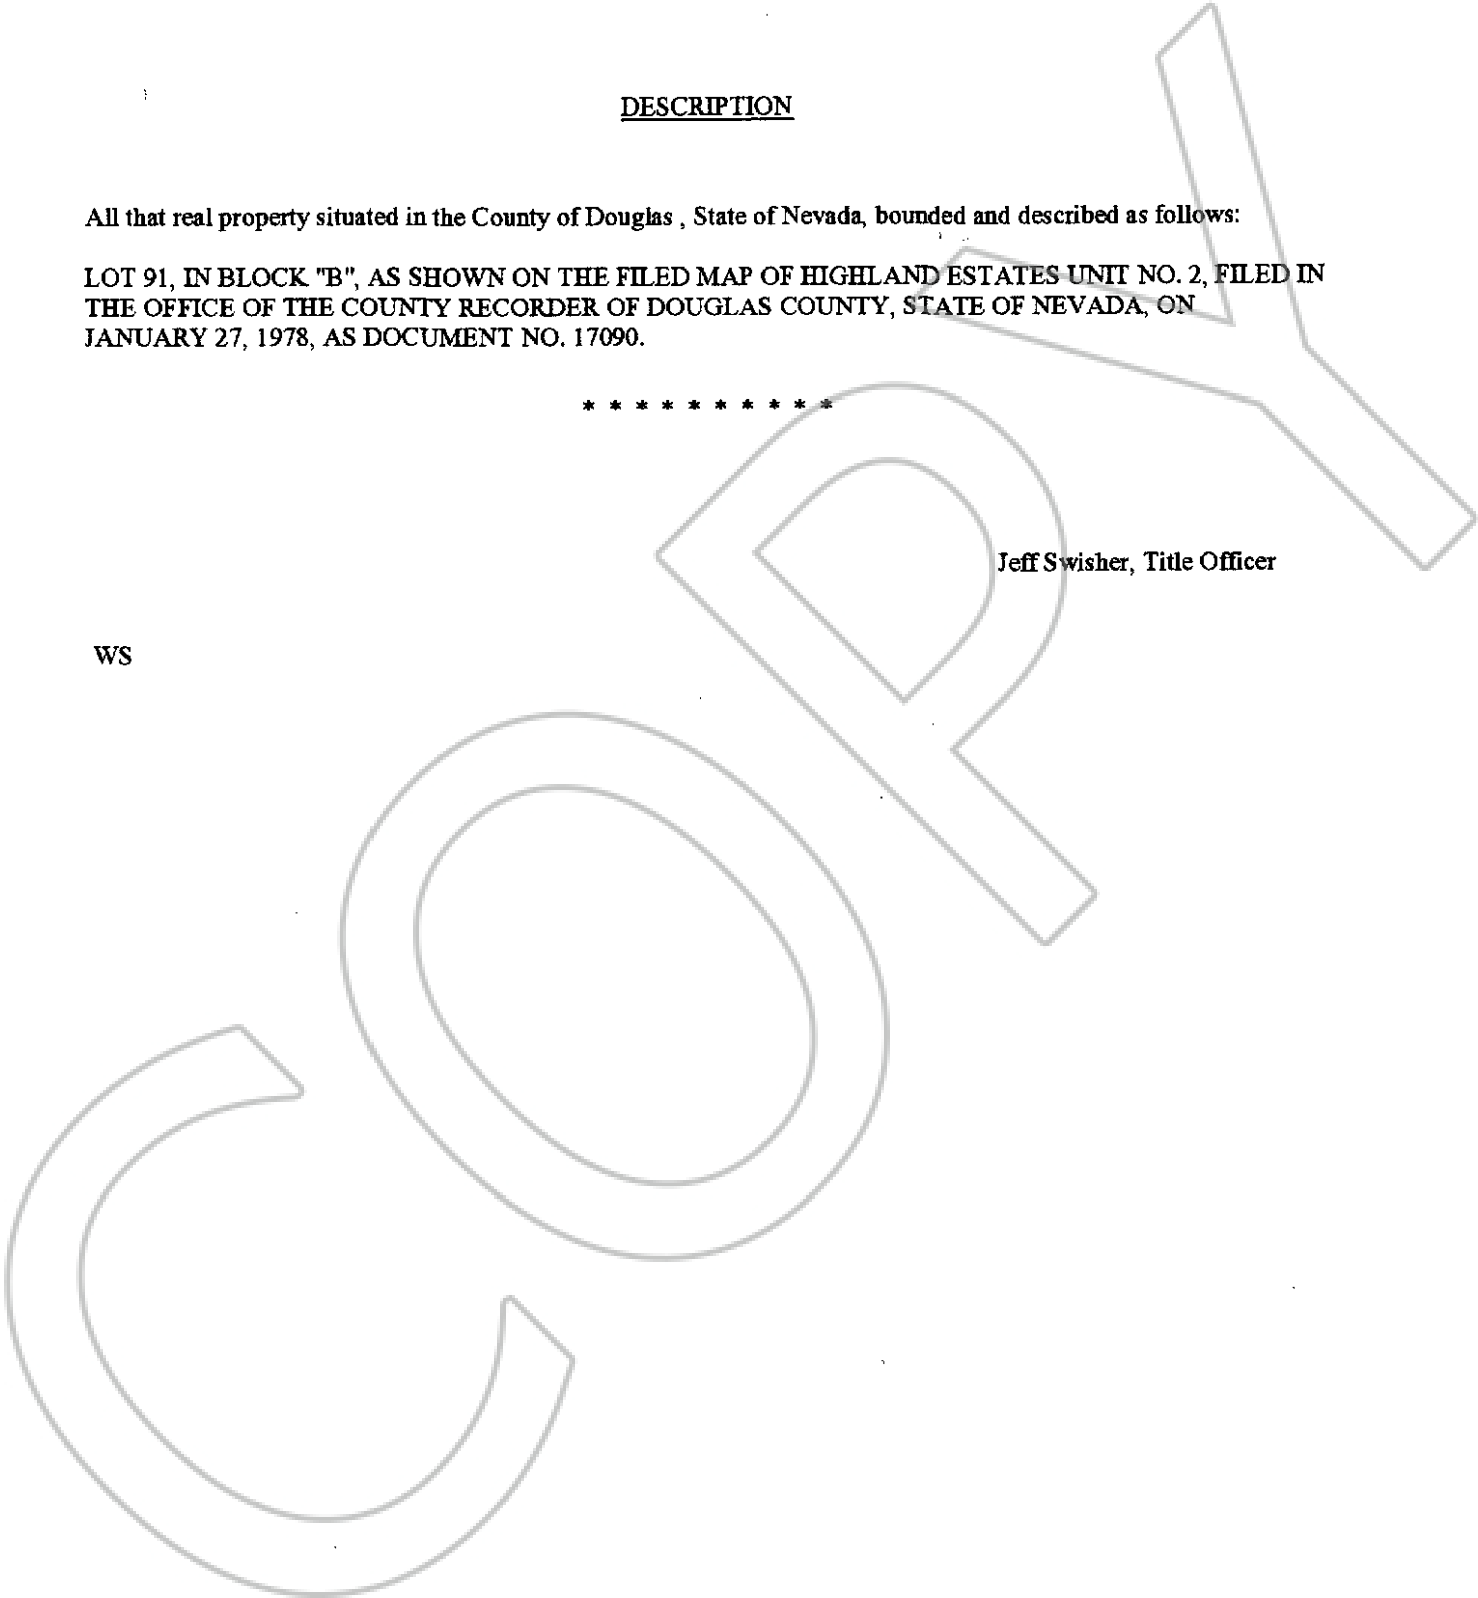 DESCRIPTION
All that real property situated in the County of Douglas , State of Nevada, bounded and described as follows:
LOT 91, IN BLOCK "B", AS SHOWN ON THE FILED MAP OF HIGHLAND ESTATES UNIT NO. 2, FILED IN
THE OFFICE OF THE COUNTY RECORDER OF DOUGLAS COUNTY, STATE OF NEVADA, ON
JANUARY 27, 1978, AS DOCUMENT NO. 17090.
* * * * * * * * * *
Jeff Swisher, Title Officer
WS
COPY